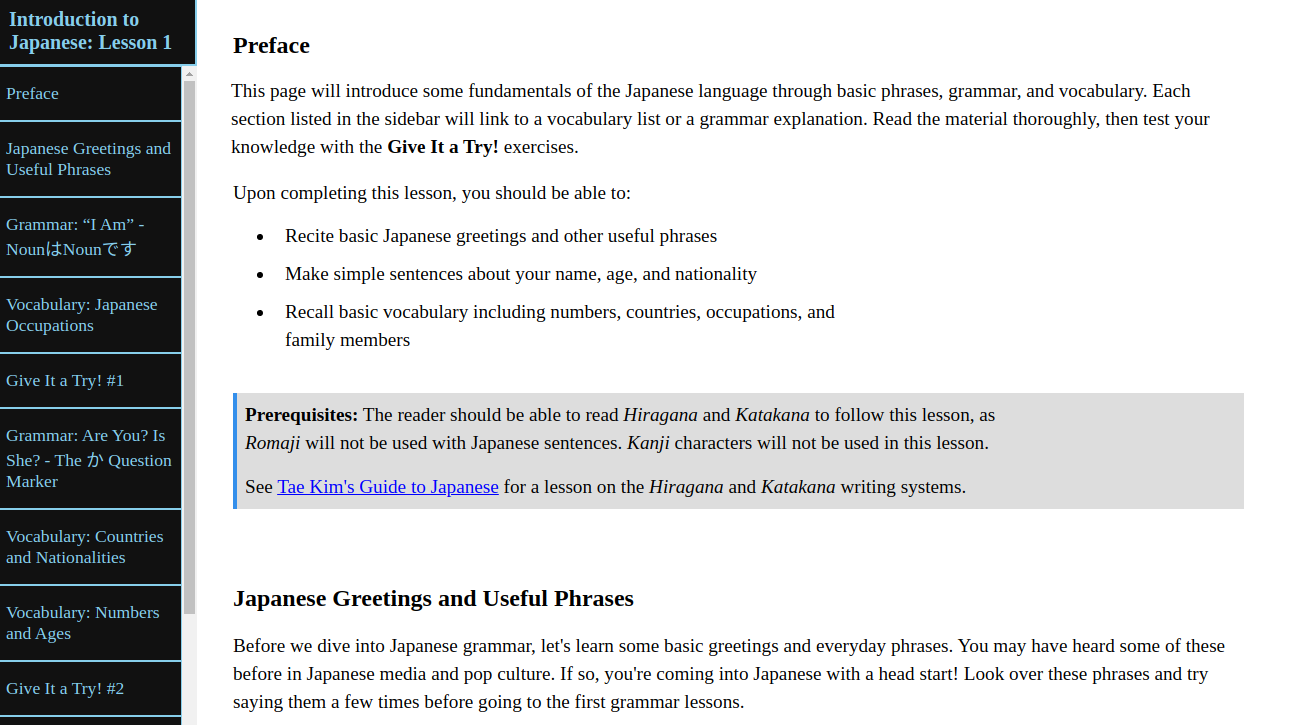 Introduction to
Japanese: Lesson 1
Preface
Japanese Greetings and
Useful Phrases
Grammar: “I Am” -
NounはNounです
Vocabulary: Japanese
Occupations
Give It a Try! #1
Grammar: Are You? Is
She? - The か Question
Marker
Vocabulary: Countries
and Nationalities
Vocabulary: Numbers
and Ages
Give It a Try! #2
Preface
This page will introduce some fundamentals of the Japanese language through basic phrases, grammar, and vocabulary. Each
section listed in the sidebar will link to a vocabulary list or a grammar explanation. Read the material thoroughly, then test your
knowledge with the Give It a Try! exercises.
Upon completing this lesson, you should be able to:
• Recite basic Japanese greetings and other useful phrases
• Make simple sentences about your name, age, and nationality
• Recall basic vocabulary including numbers, countries, occupations, and
family members
Prerequisites: The reader should be able to read Hiragana and Katakana to follow this lesson, as
Romaji will not be used with Japanese sentences. Kanji characters will not be used in this lesson.
See Tae Kim's Guide to Japanese for a lesson on the Hiragana and Katakana writing systems.
Japanese Greetings and Useful Phrases
Before we dive into Japanese grammar, let's learn some basic greetings and everyday phrases. You may have heard some of these
before in Japanese media and pop culture. If so, you're coming into Japanese with a head start! Look over these phrases and try
saying them a few times before going to the first grammar lessons.